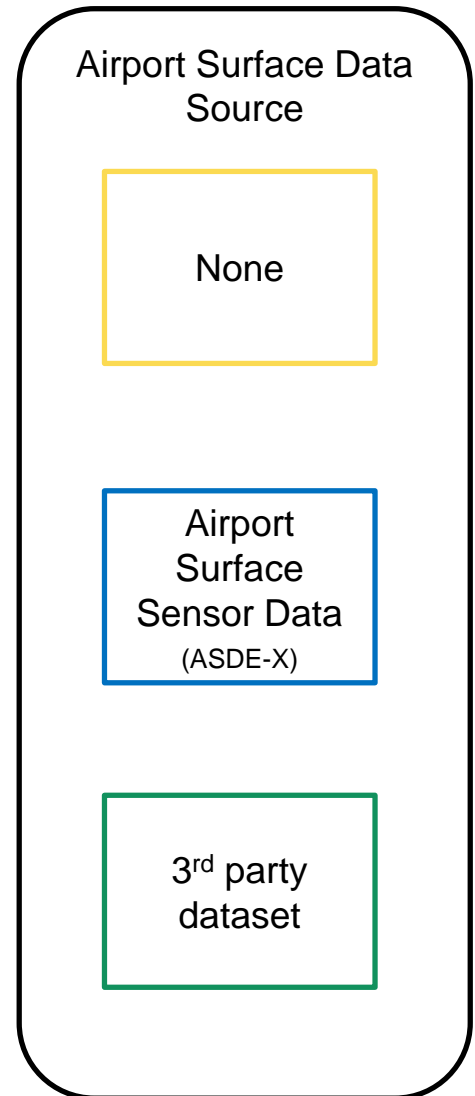 Airport Surface Data
Source
None
Airport
Surface
Sensor Data
(ASDE-X)
3rd party
dataset